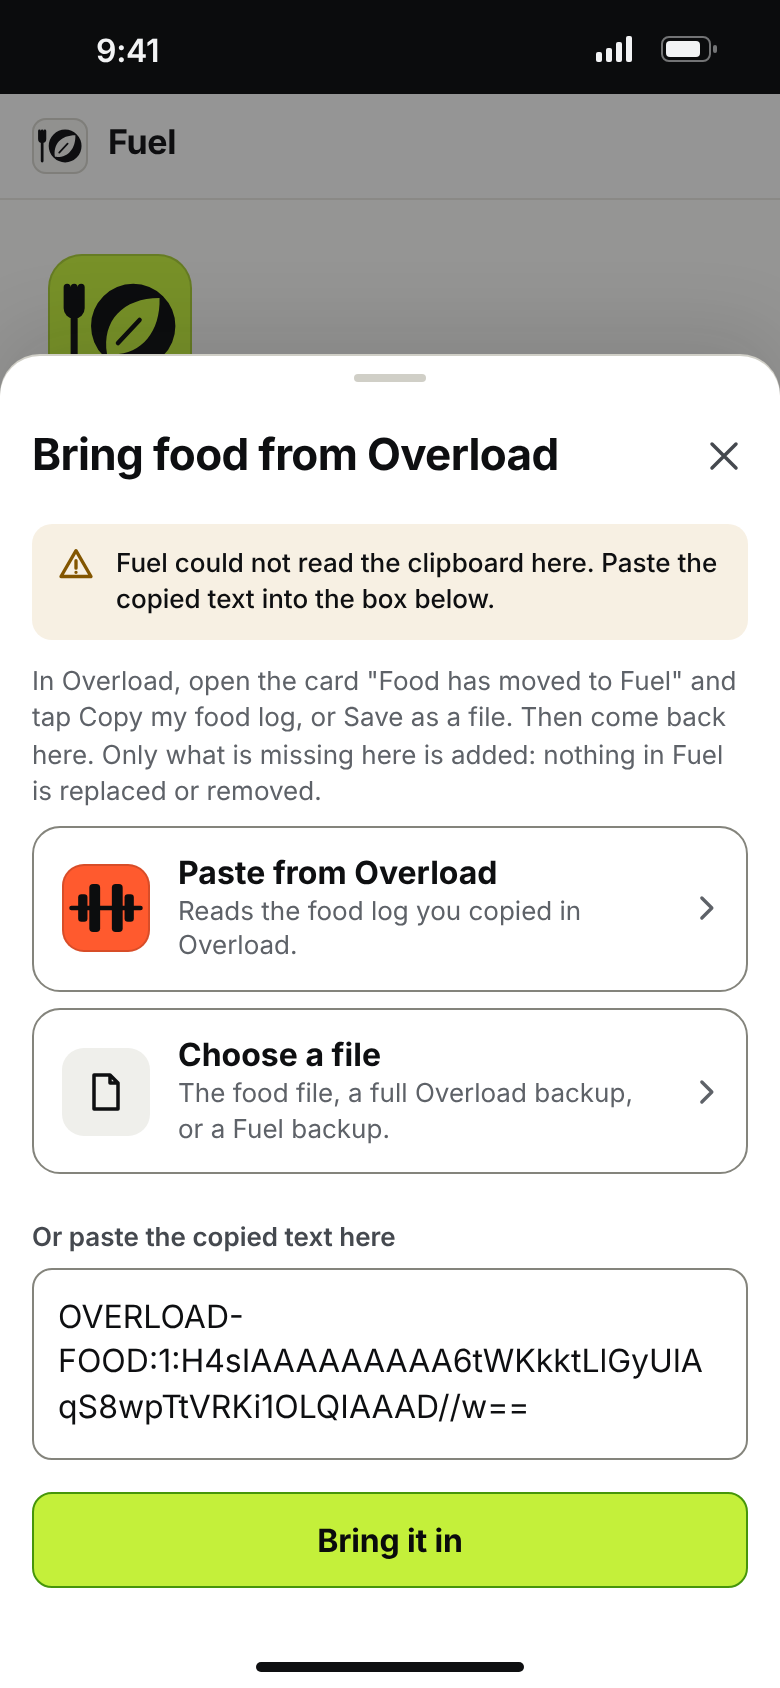 9:41
Fuel
Bring food from Overload
Fuel could not read the clipboard here. Paste the
copied text into the box below.
In Overload, open the card "Food has moved to Fuel" and
tap Copy my food log, or Save as a file. Then come back
here. Only what is missing here is added: nothing in Fuel
is replaced or removed.
Paste from Overload
Reads the food log you copied in
Overload.
Choose a file
The food file, a full Overload backup,
or a Fuel backup.
Or paste the copied text here
OVERLOAD-
FOOD:1:H4sIAAAAAAAAA6tWKkktLlGyUlA
qS8wpTtVRKi1OLQIAAAD//w==
Bring it in